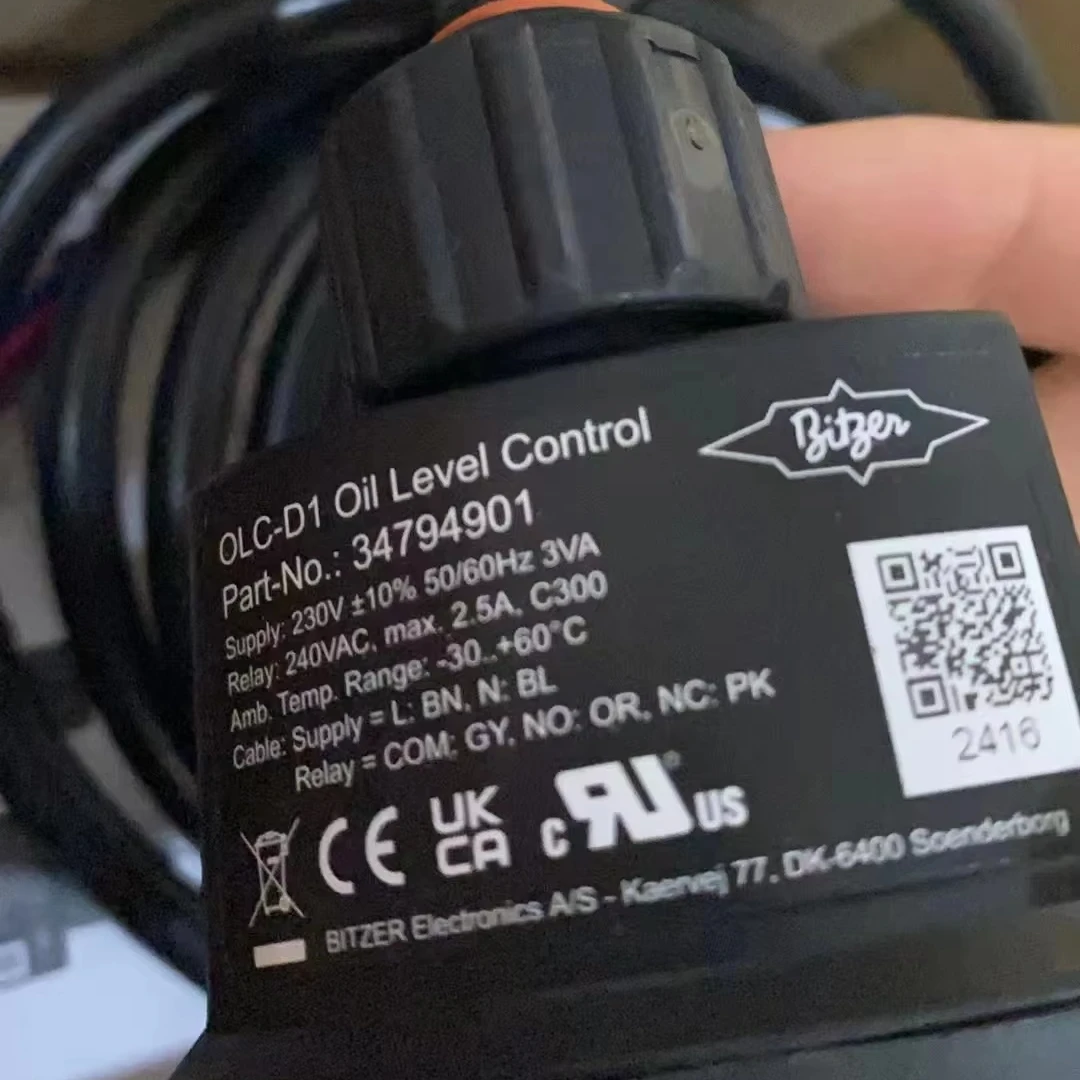 Bitzer
OLC-D1 Oil Level Control
Part-No.: 34794901
Supply: 230V ±10% 50/60Hz 3VA
Relay: 240VAC, max. 2.5A, C300
Amb. Temp. Range: -30..+60°C
Cable: Supply = L: BN, N: BL
Relay = COM: GY, NO: OR, NC: PK
2416
CE UK CA c RU US
BITZER Electronics A/S - Kaervej 77, DK-6400 Soenderborg